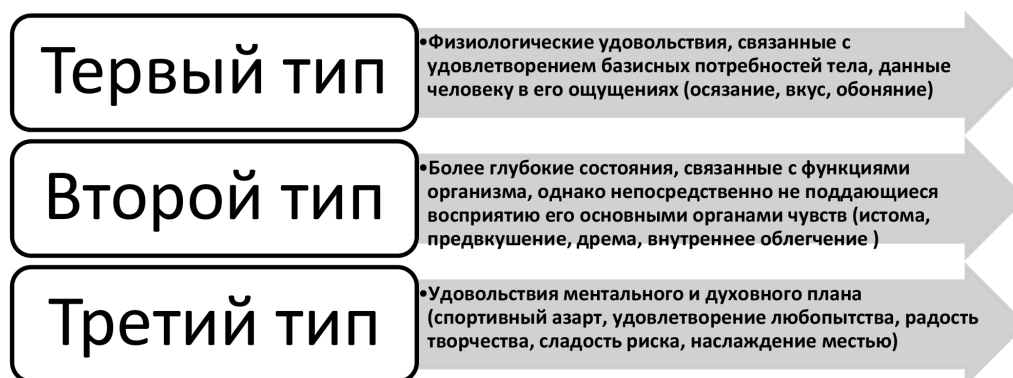 Тервый тип
•Физиологические удовольствия, связанные с
удовлетворением базисных потребностей тела, данные
человеку в его ощущениях (осязание, вкус, обоняние)
Второй тип
•Более глубокие состояния, связанные с функциями
организма, однако непосредственно не поддающиеся
восприятию его основными органами чувств (истома,
предвкушение, дрема, внутреннее облегчение )
Третий тип
•Удовольствия ментального и духовного плана
(спортивный азарт, удовлетворение любопытства, радость
творчества, сладость риска, наслаждение местью)